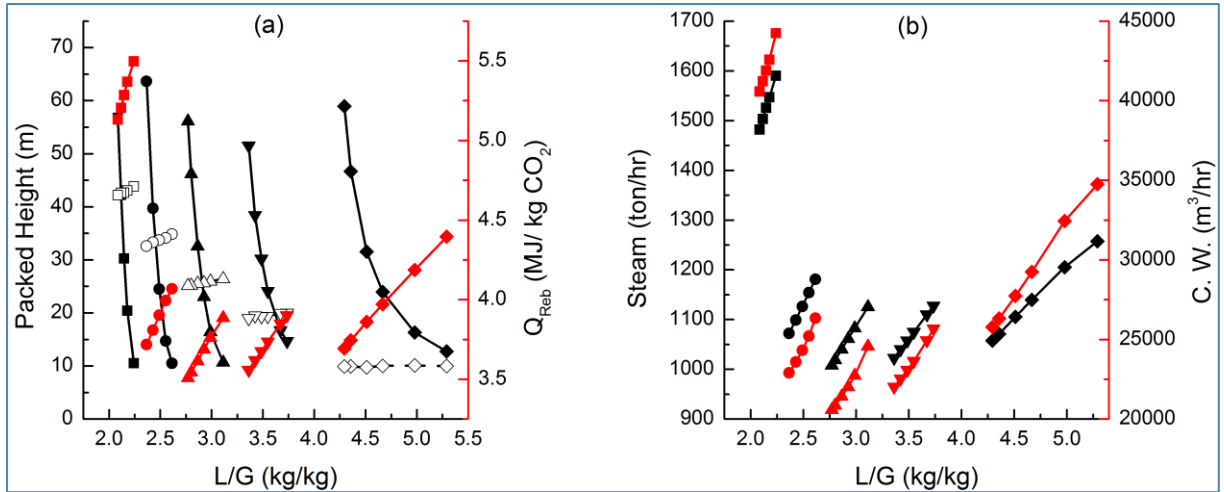 (a)
Packed Height (m)
70
60
50
40
30
20
10
0
5.5
5.0
4.5
4.0
3.5
Q_Reb (MJ/ kg CO₂)
2.0 2.5 3.0 3.5 4.0 4.5 5.0 5.5
L/G (kg/kg)
(b)
Steam (ton/hr)
1700
1600
1500
1400
1300
1200
1100
1000
900
45000
40000
35000
30000
25000
20000
C. W. (m³/hr)
2.0 2.5 3.0 3.5 4.0 4.5 5.0
L/G (kg/kg)